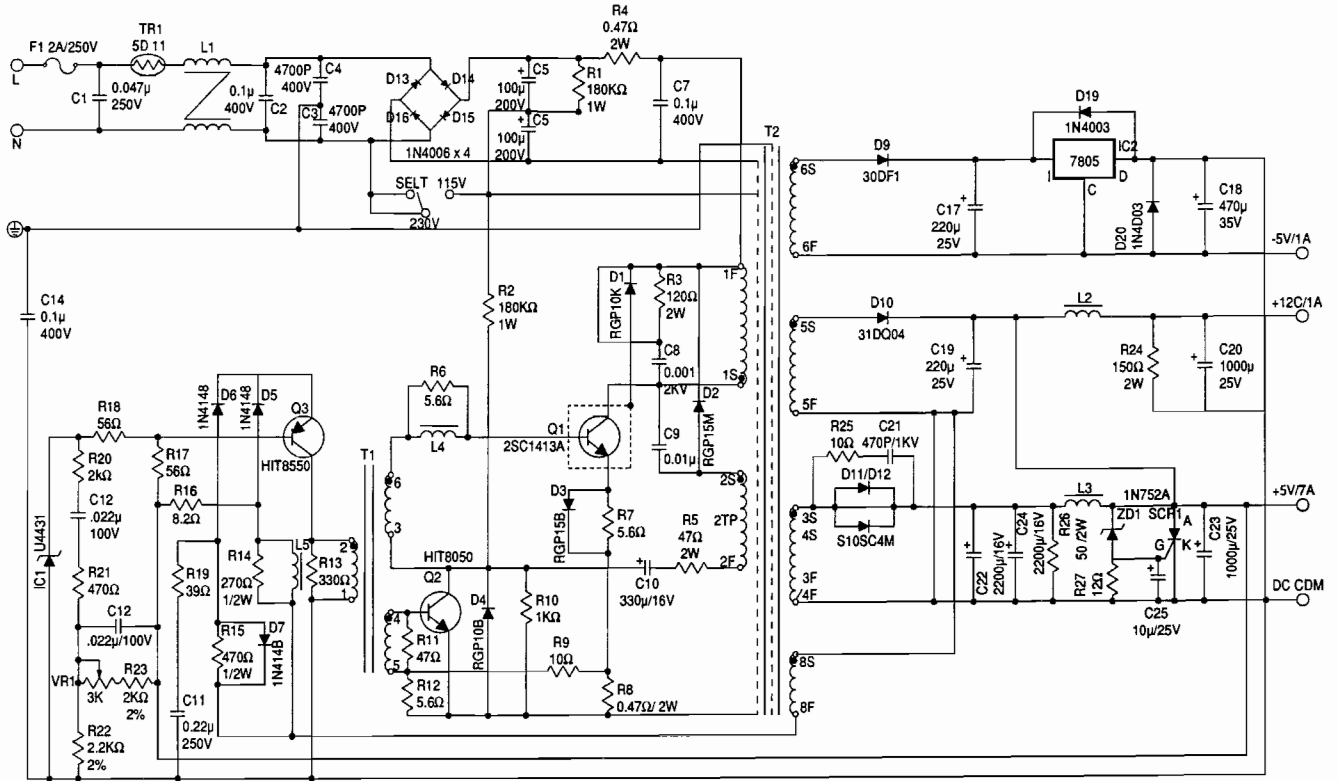 F1 2A/250V
TR1
5D 11
L1
L
N
C1
0.047μ
250V
0.1μ
400V
C2
4700P
400V
C4
C3
4700P
400V
D13
D14
D16
D15
1N4006 x 4
C5
100μ
200V
C5
100μ
200V
R1
180KΩ
1W
R4
0.47Ω
2W
C7
0.1μ
400V
SELT
115V
230V
T2
6S
6F
D9
30DF1
C17
220μ
25V
D19
1N4003
7805
IC2
I
C
D
D20
1N4D03
C18
470μ
35V
-5V/1A
C14
0.1μ
400V
R2
180KΩ
1W
D1
RGP10K
R3
120Ω
2W
C8
0.001
2KV
1F
1S
D2
RGP15M
C9
0.01μ
2S
2TP
2F
5S
5F
D10
31DQ04
C19
220μ
25V
L2
R24
150Ω
2W
C20
1000μ
25V
+12C/1A
R18
56Ω
D6
1N4148
D5
1N4148
Q3
HIT8550
R20
2kΩ
R17
56Ω
R16
8.2Ω
C12
.022μ
100V
U4431
IC1
R21
470Ω
C12
.022μ/100V
R19
39Ω
R14
270Ω
1/2W
L5
R13
330Ω
2
1
R15
470Ω
1/2W
D7
1N414B
VR1
3K
R23
2KΩ
2%
R22
2.2KΩ
2%
C11
0.22μ
250V
T1
6
3
4
5
R6
5.6Ω
L4
Q1
2SC1413A
D3
RGP15B
R7
5.6Ω
HIT8050
Q2
R11
47Ω
R12
5.6Ω
D4
RGP10B
R10
1KΩ
R9
10Ω
R8
0.47Ω/ 2W
C10
330μ/16V
R5
47Ω
2W
R25
10Ω
C21
470P/1KV
D11/D12
S10SC4M
3S
4S
3F
/4F
L3
C22
2200μ/16V
C24
2200μ/16V
R26
50 /2W
1N752A
ZD1
SCR1
A
G
K
R27
12Ω
C25
10μ/25V
C23
1000μ/25V
+5V/7A
DC CDM
8S
8F